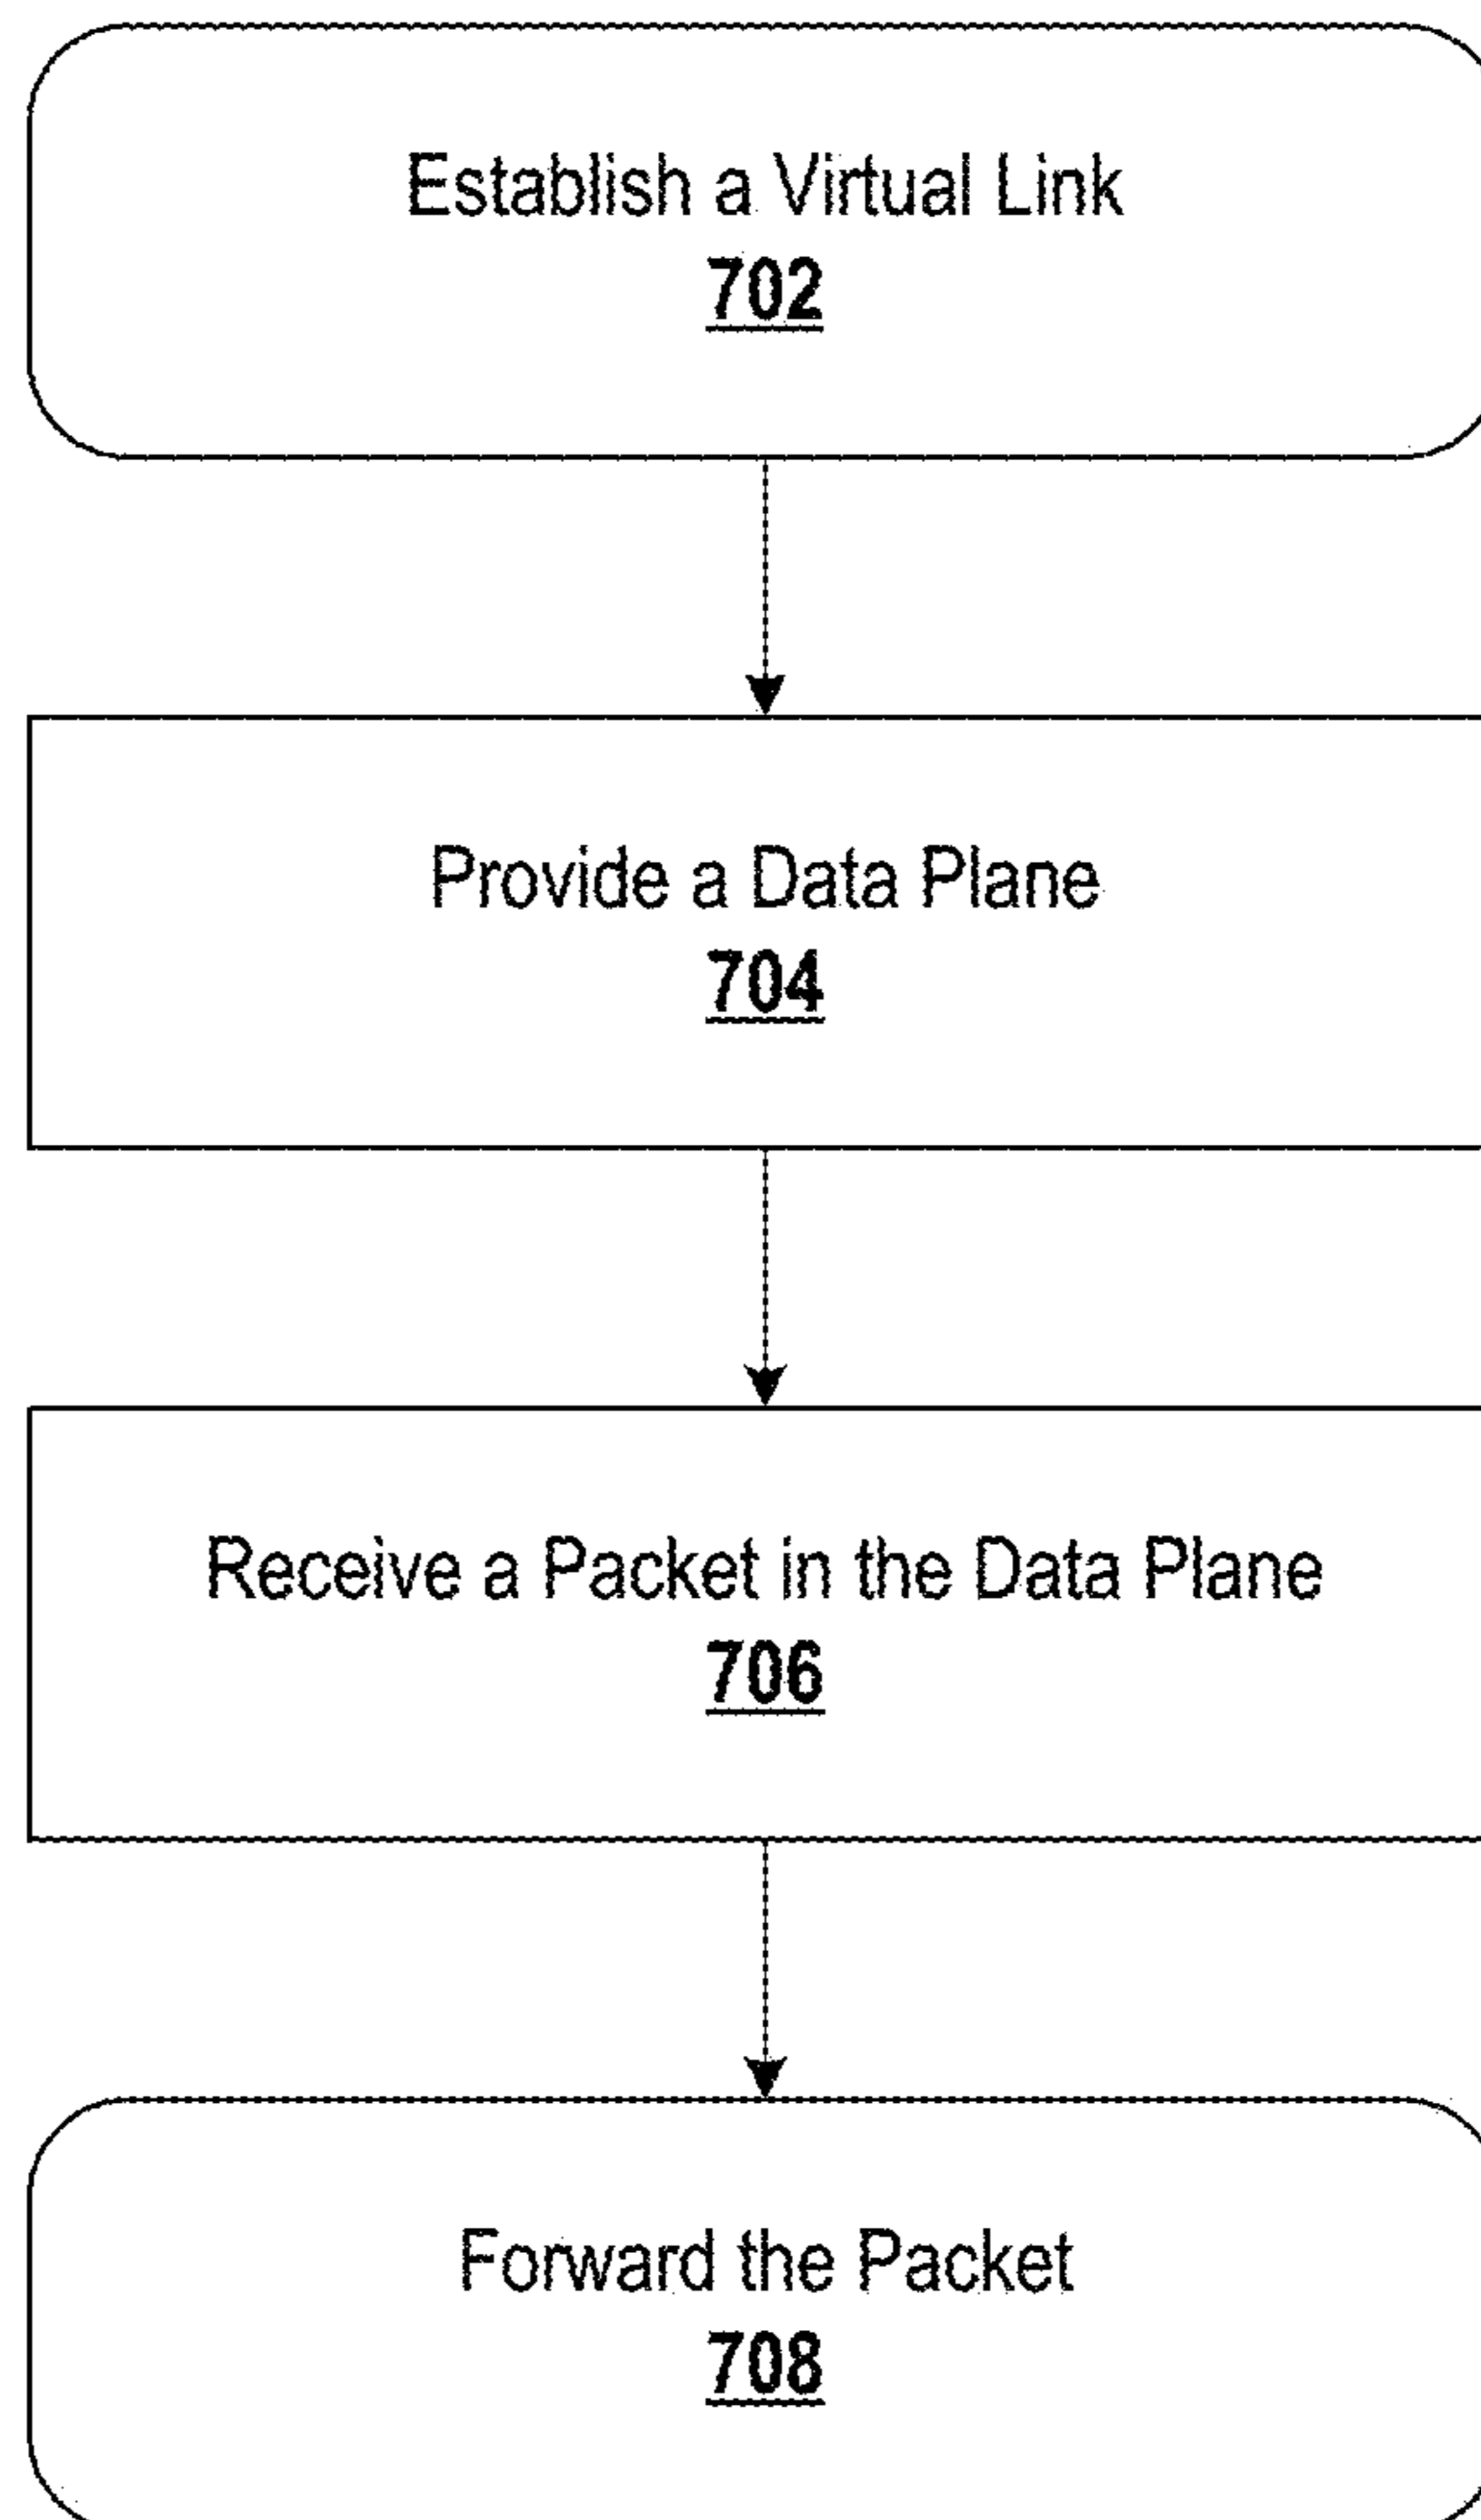 Establish a Virtual Link
702
Provide a Data Plane
704
Receive a Packet in the Data Plane
706
Forward the Packet
708